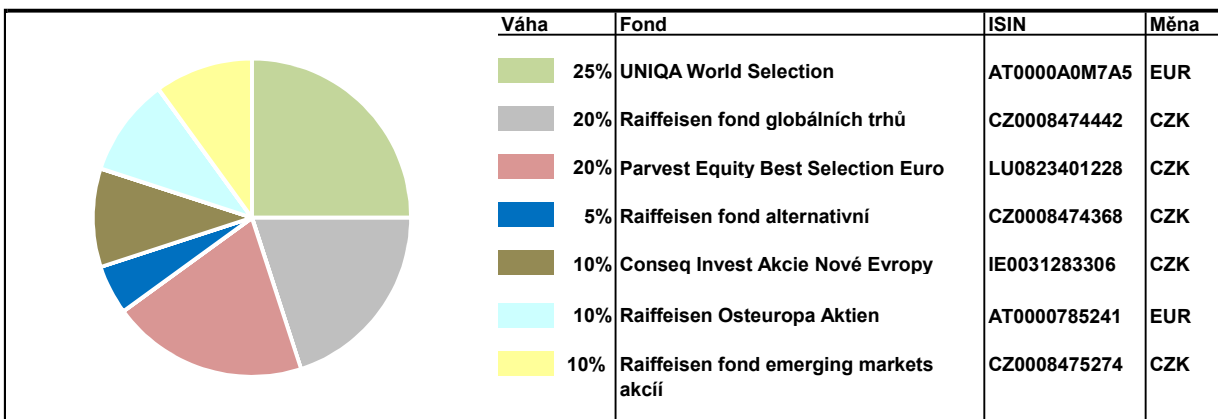 Váha Fond ISIN Měna
25% UNIQA World Selection AT0000A0M7A5 EUR
20% Raiffeisen fond globálních trhů CZ0008474442 CZK
20% Parvest Equity Best Selection Euro LU0823401228 CZK
5% Raiffeisen fond alternativní CZ0008474368 CZK
10% Conseq Invest Akcie Nové Evropy IE0031283306 CZK
10% Raiffeisen Osteuropa Aktien AT0000785241 EUR
10% Raiffeisen fond emerging markets CZ0008475274 CZK
akcíí